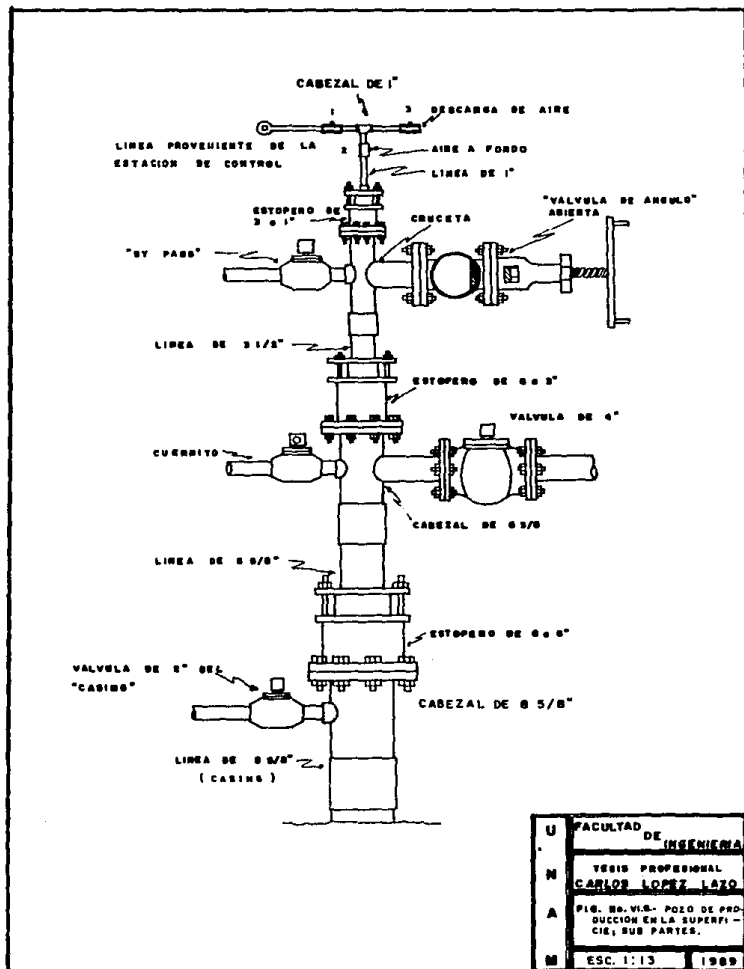 CABEZAL DE 1"
1
3
DESCARGA DE AIRE
LINEA PROVENIENTE DE LA
ESTACION DE CONTROL
2
AIRE A FONDO
LINEA DE 1"
ESTOPERO DE
3 a 1"
CRUCETA
"VALVULA DE ANGULO"
ABIERTA
"BY PASS"
LINEA DE 3 1/2"
ESTOPERO DE 6 a 3"
VALVULA DE 4"
CUERNITO
CABEZAL DE 6 5/8
LINEA DE 6 5/8"
ESTOPERO DE 8 a 6"
VALVULA DE 2" DEL
"CASING"
CABEZAL DE 8 5/8"
LINEA DE 8 5/8"
( CASING )
U N A M
FACULTAD
DE
INGENIERIA
TESIS PROFESIONAL
CARLOS LOPEZ LAZO
FIG. No. POZO DE PRO-
DUCCION EN LA SUPERFI-
CIE; SUS PARTES.
ESC. 1:13
1989